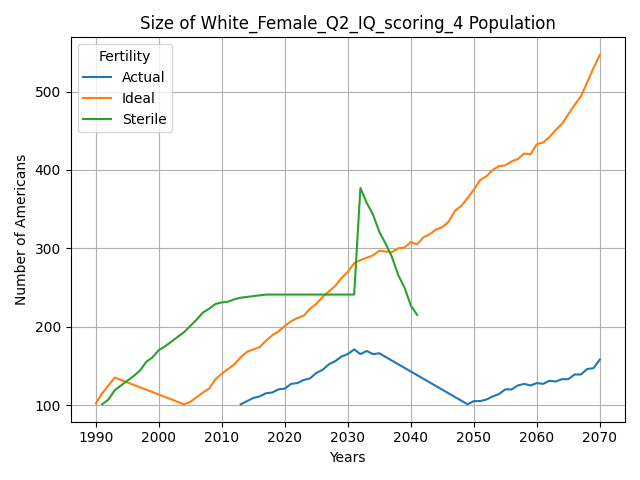 Size of White_Female_Q2_IQ_scoring_4 Population
Fertility
Actual
Ideal
Sterile
Number of Americans
500
400
300
200
100
1990 2000 2010 2020 2030 2040 2050 2060 2070
Years